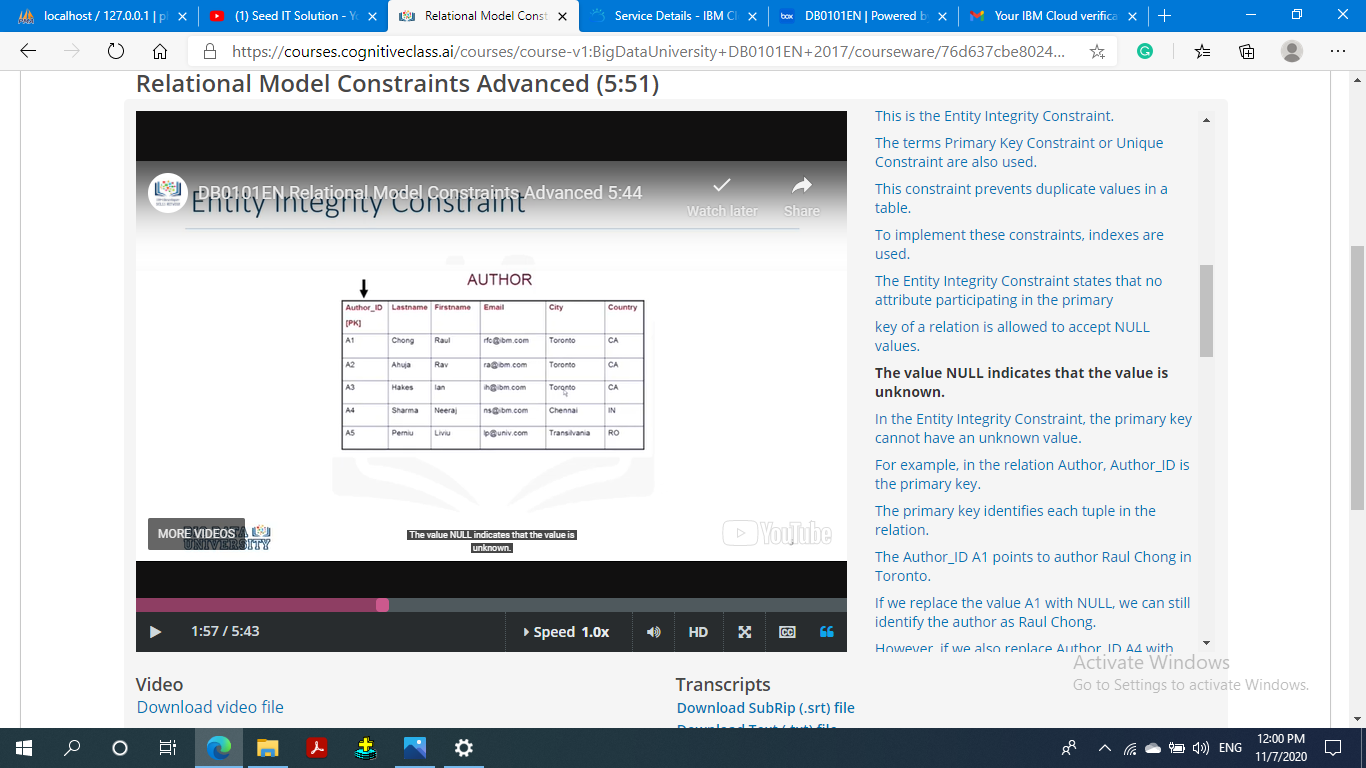 localhost / 127.0.0.1 | p
(1) Seed IT Solution - Yo
Relational Model Const
Service Details - IBM Cl
DB0101EN | Powered b
Your IBM Cloud verifica
https://courses.cognitiveclass.ai/courses/course-v1:BigDataUniversity+DB0101EN+2017/courseware/76d637cbe8024...
Relational Model Constraints Advanced (5:51)
DB0101EN Relational Model Constraints Advanced 5:44
Entity Integrity Constraint
Watch later
Share
AUTHOR
Author_ID [PK] Lastname Firstname Email City Country
A1 Chong Raul rfc@ibm.com Toronto CA
A2 Ahuja Rav ra@ibm.com Toronto CA
A3 Hakes Ian ih@ibm.com Toronto CA
A4 Sharma Neeraj ns@ibm.com Chennai IN
A5 Perniu Liviu lp@univ.com Transilvania RO
MORE VIDEOS
BIG DATA
UNIVERSITY
The value NULL indicates that the value is
unknown.
YouTube
1:57 / 5:43
Speed 1.0x
HD
CC
This is the Entity Integrity Constraint.
The terms Primary Key Constraint or Unique
Constraint are also used.
This constraint prevents duplicate values in a
table.
To implement these constraints, indexes are
used.
The Entity Integrity Constraint states that no
attribute participating in the primary
key of a relation is allowed to accept NULL
values.
The value NULL indicates that the value is
unknown.
In the Entity Integrity Constraint, the primary key
cannot have an unknown value.
For example, in the relation Author, Author_ID is
the primary key.
The primary key identifies each tuple in the
relation.
The Author_ID A1 points to author Raul Chong in
Toronto.
If we replace the value A1 with NULL, we can still
identify the author as Raul Chong.
However, if we also replace Author_ID A4 with
Video
Download video file
Transcripts
Download SubRip (.srt) file
Download Text (.txt) file
Activate Windows
Go to Settings to activate Windows.
ENG
12:00 PM
11/7/2020